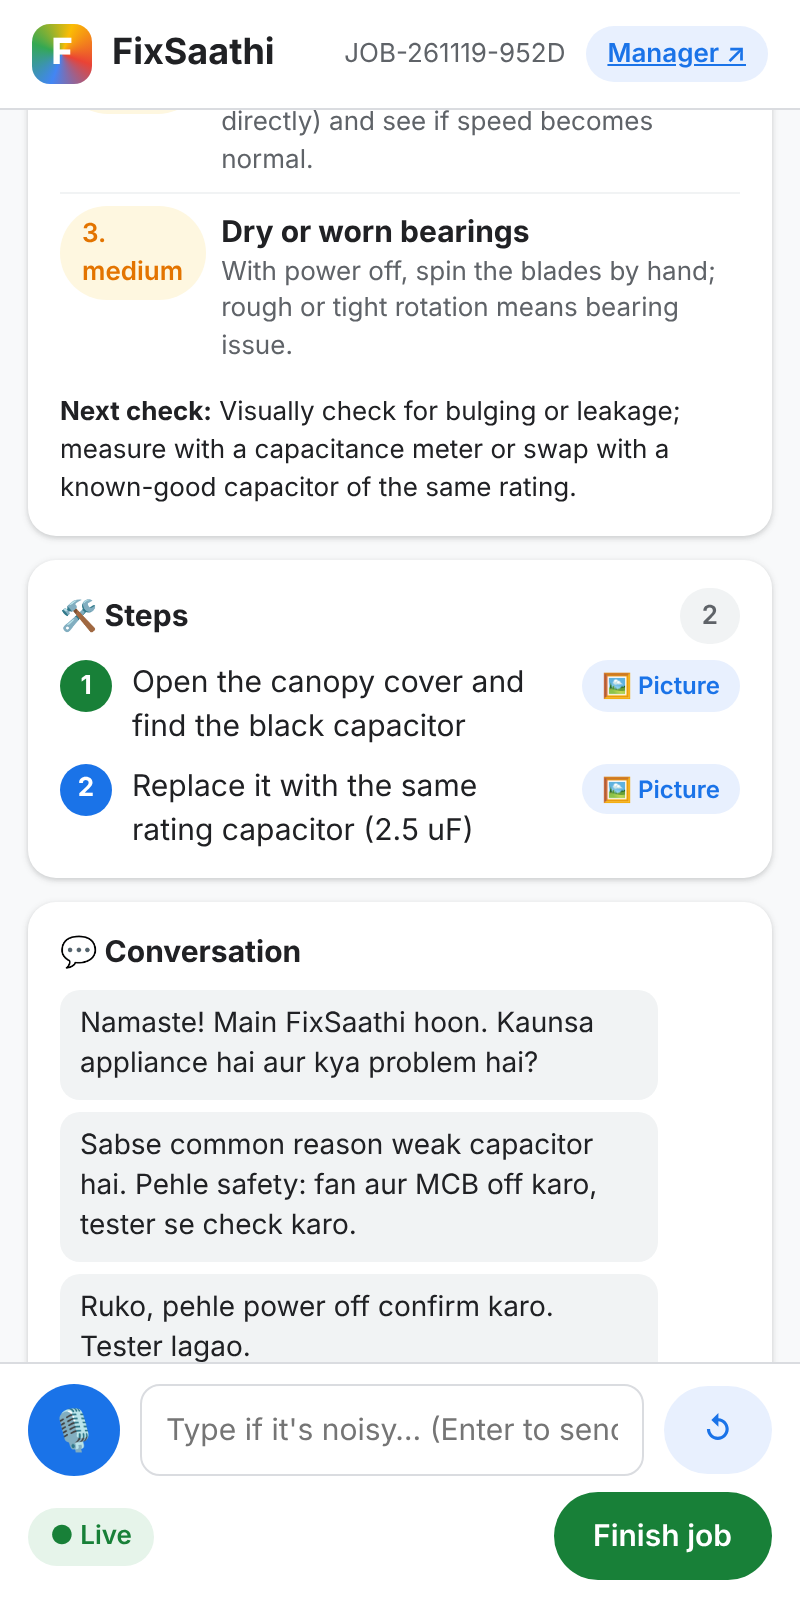 F FixSaathi JOB-261119-952D Manager ↗
directly) and see if speed becomes
normal.
3.
medium
Dry or worn bearings
With power off, spin the blades by hand;
rough or tight rotation means bearing
issue.
Next check: Visually check for bulging or leakage;
measure with a capacitance meter or swap with a
known-good capacitor of the same rating.
🛠️ Steps 2
1 Open the canopy cover and
find the black capacitor
🖼️ Picture
2 Replace it with the same
rating capacitor (2.5 uF)
🖼️ Picture
💬 Conversation
Namaste! Main FixSaathi hoon. Kaunsa
appliance hai aur kya problem hai?
Sabse common reason weak capacitor
hai. Pehle safety: fan aur MCB off karo,
tester se check karo.
Ruko, pehle power off confirm karo.
Tester lagao.
Type if it's noisy... (Enter to senc
● Live
Finish job